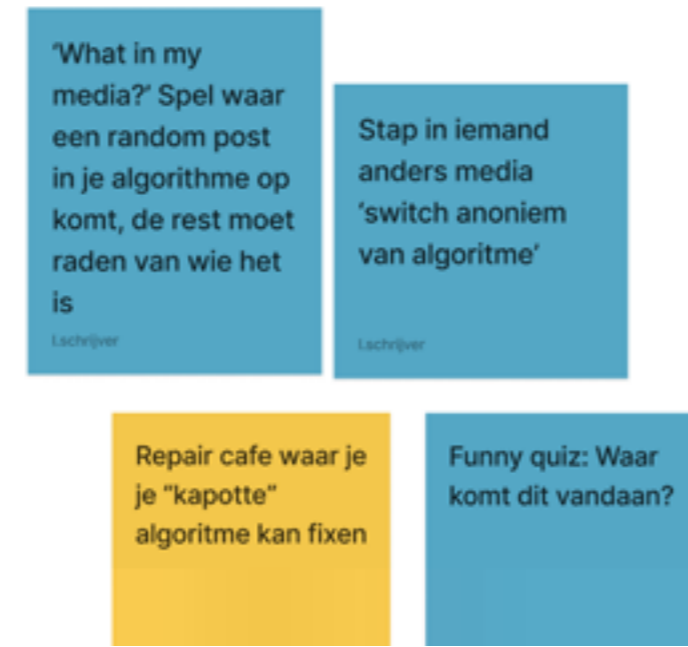 ‘What in my
media?’ Spel waar
een random post
in je algorithme op
komt, de rest moet
raden van wie het
is
l.schrijver
Stap in iemand
anders media
‘switch anoniem
van algoritme’
l.schrijver
Repair cafe waar je
je “kapotte”
algoritme kan fixen
Funny quiz: Waar
komt dit vandaan?